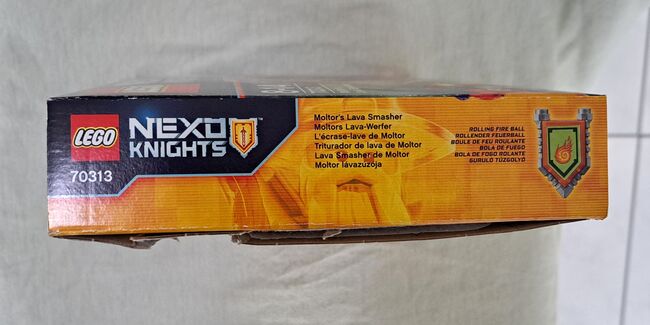 LEGO
NEXO
KNIGHTS™
70313
Moltor's Lava Smasher
Moltors Lava-Werfer
L'écrase-lave de Moltor
Triturador de lava de Moltor
Lava Smasher de Moltor
Moltor lávazúzója
ROLLING FIRE BALL
ROLLENDER FEUERBALL
BOULE DE FEU ROULANTE
BOLA DE FUEGO
BOLA DE FOGO ROLANTE
GURULÓ TŰZGOLYÓ